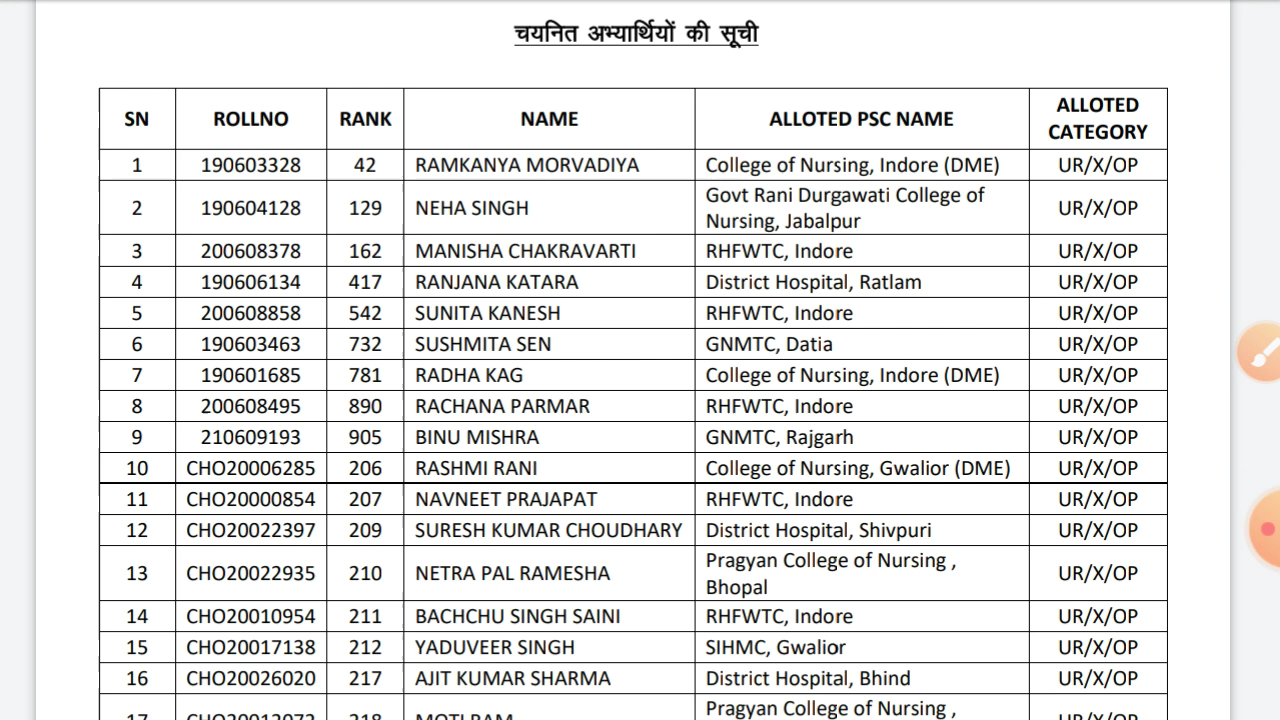 चयनित अभ्यार्थियों की सूची
SN ROLLNO RANK NAME ALLOTED PSC NAME ALLOTED CATEGORY
1 190603328 42 RAMKANYA MORVADIYA College of Nursing, Indore (DME) UR/X/OP
2 190604128 129 NEHA SINGH Govt Rani Durgawati College of Nursing, Jabalpur UR/X/OP
3 200608378 162 MANISHA CHAKRAVARTI RHFWTC, Indore UR/X/OP
4 190606134 417 RANJANA KATARA District Hospital, Ratlam UR/X/OP
5 200608858 542 SUNITA KANESH RHFWTC, Indore UR/X/OP
6 190603463 732 SUSHMITA SEN GNMTC, Datia UR/X/OP
7 190601685 781 RADHA KAG College of Nursing, Indore (DME) UR/X/OP
8 200608495 890 RACHANA PARMAR RHFWTC, Indore UR/X/OP
9 210609193 905 BINU MISHRA GNMTC, Rajgarh UR/X/OP
10 CHO20006285 206 RASHMI RANI College of Nursing, Gwalior (DME) UR/X/OP
11 CHO20000854 207 NAVNEET PRAJAPAT RHFWTC, Indore UR/X/OP
12 CHO20022397 209 SURESH KUMAR CHOUDHARY District Hospital, Shivpuri UR/X/OP
13 CHO20022935 210 NETRA PAL RAMESHA Pragyan College of Nursing , Bhopal UR/X/OP
14 CHO20010954 211 BACHCHU SINGH SAINI RHFWTC, Indore UR/X/OP
15 CHO20017138 212 YADUVEER SINGH SIHMC, Gwalior UR/X/OP
16 CHO20026020 217 AJIT KUMAR SHARMA District Hospital, Bhind UR/X/OP
17 218 MOTI RAM Pragyan College of Nursing , UR/X/OP